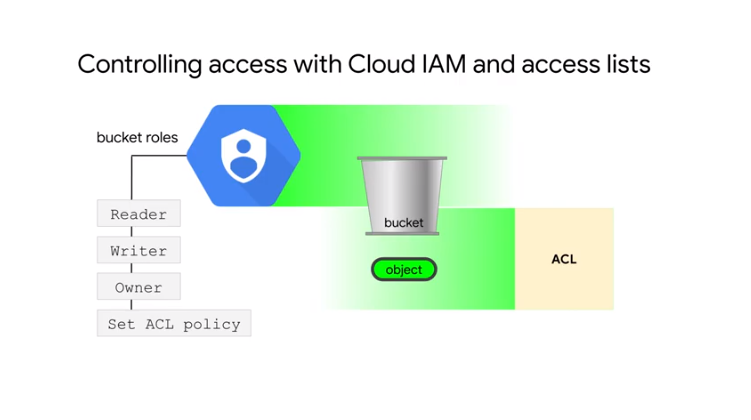 Controlling access with Cloud IAM and access lists
bucket roles
Reader
Writer
Owner
Set ACL policy
bucket
object
ACL